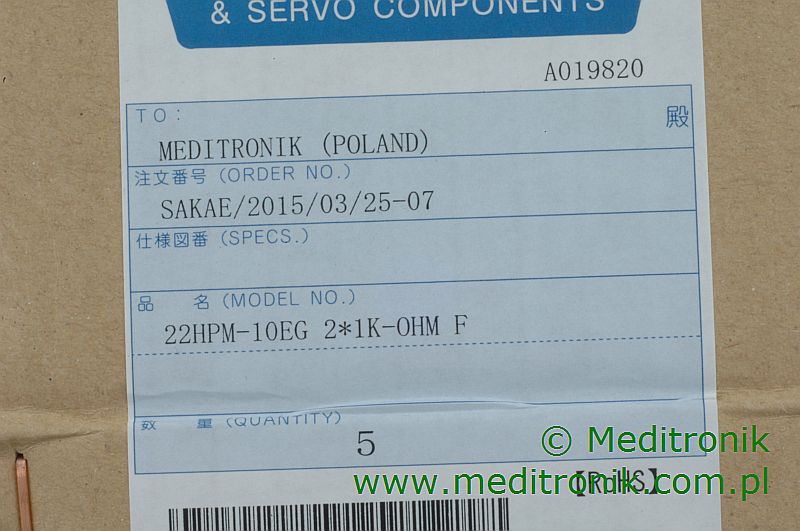 & SERVO COMPONENTS
A019820
TO:
殿
MEDITRONIK (POLAND)
注文番号 (ORDER NO.)
SAKAE/2015/03/25-07
仕様図番 (SPECS.)
品 名 (MODEL NO.)
22HPM-10EG 2*1K-OHM F
数 量 (QUANTITY)
5
© Meditronik
www.meditronik.com.pl
【RoHS】